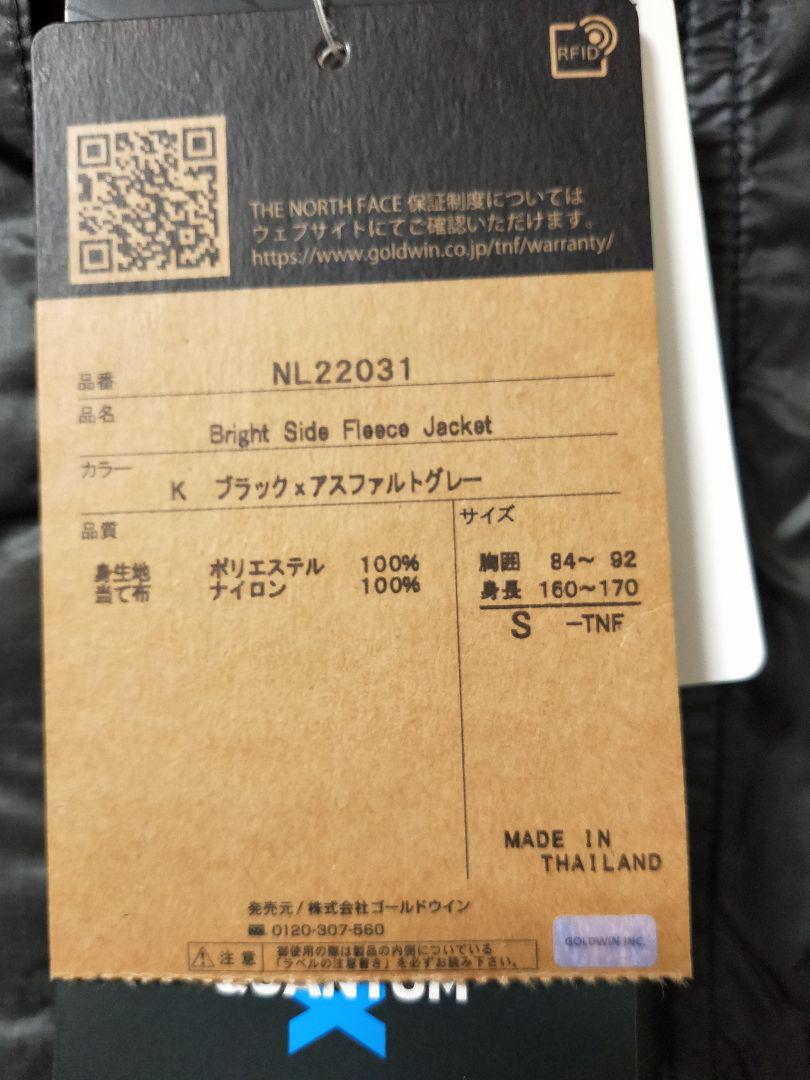 RFID
THE NORTH FACE 保証制度については
ウェブサイトにてご確認いただけます。
https://www.goldwin.co.jp/tnf/warranty/
品番 NL22031
品名 Bright Side Fleece Jacket
カラー K ブラックxアスファルトグレー
品質
身生地 ポリエステル 100%
当て布 ナイロン 100%
サイズ
胸囲 84～ 92
身長 160～170
S -TNF
MADE IN
THAILAND
発売元/株式会社ゴールドウイン
0120-307-560
注意 御使用の際は製品の内側についている
「ラベルの注意書き」を必ずお読み下さい。
GOLDWIN INC.
QUANTUM